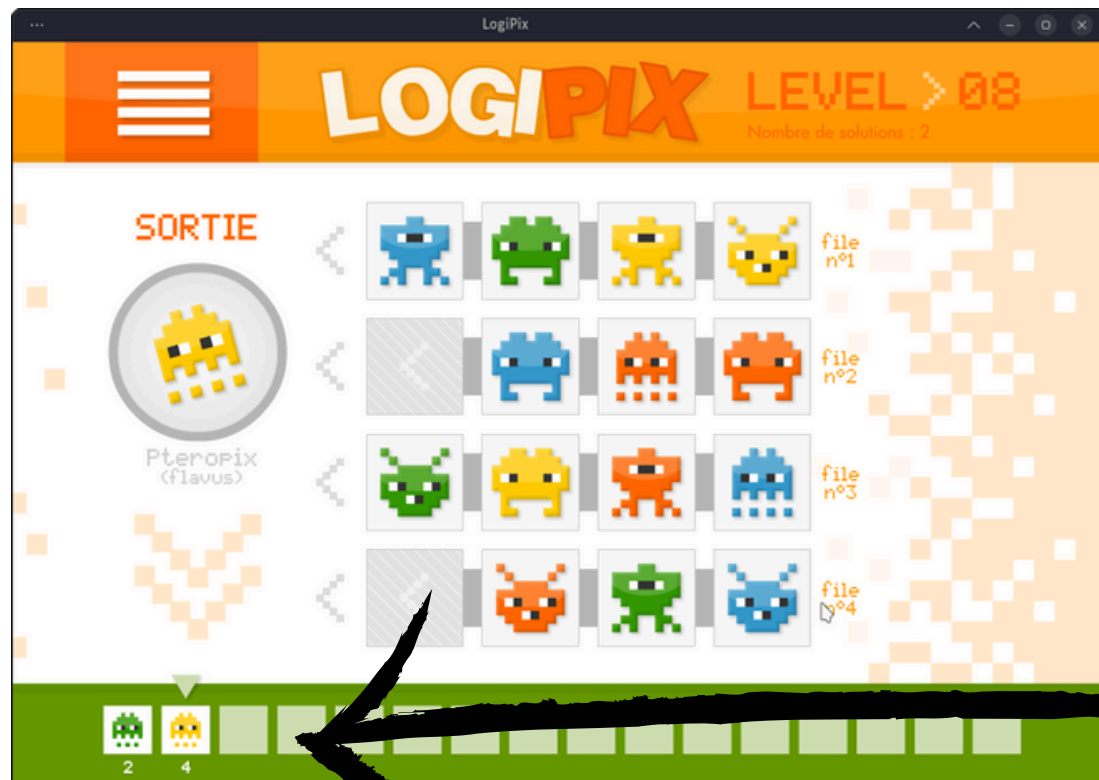 LogiPix
LOGIPIX
LEVEL > 08
Nombre de solutions : 2
SORTIE
Pteropix
(flavus)
file
n°1
file
n°2
file
n°3
file
n°4
2 4